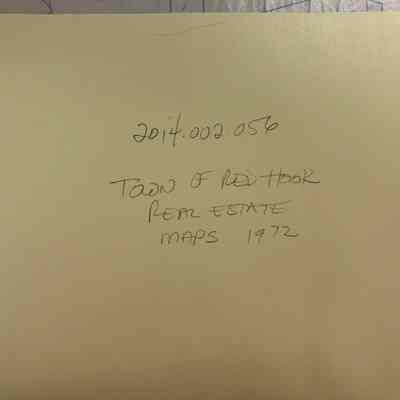 2014.002.056
TOWN OF RED HOOK
REAL ESTATE
MAPS 1972